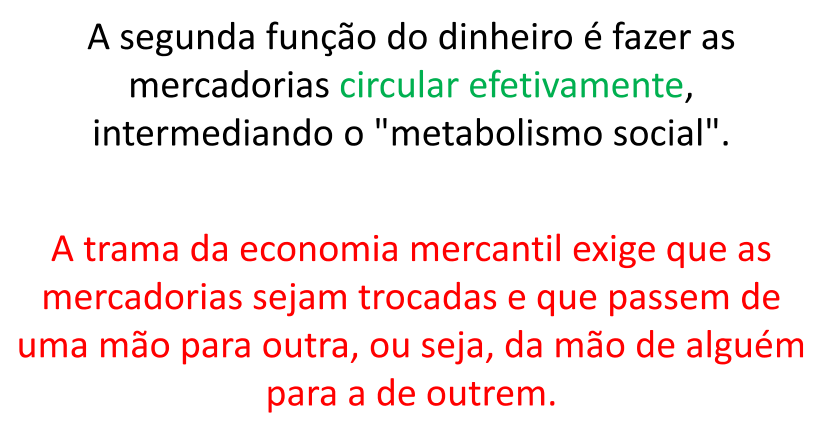 A segunda função do dinheiro é fazer as
mercadorias circular efetivamente,
intermediando o "metabolismo social".
A trama da economia mercantil exige que as
mercadorias sejam trocadas e que passem de
uma mão para outra, ou seja, da mão de alguém
para a de outrem.